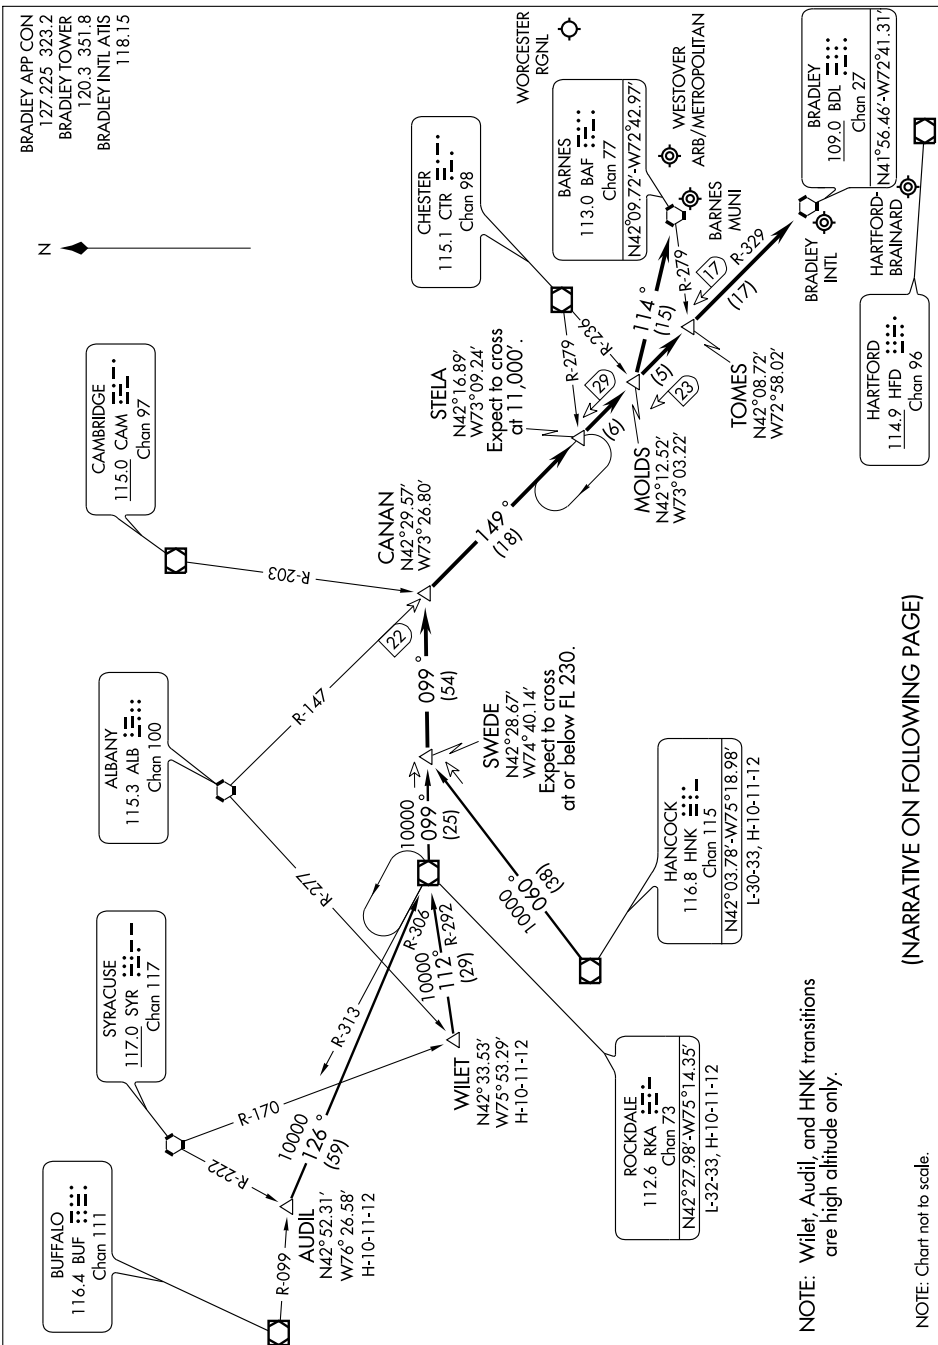 BRADLEY APP CON
127.225 323.2
BRADLEY TOWER
120.3 351.8
BRADLEY INTL ATIS
118.15
N
BUFFALO
116.4 BUF
Chan 111
SYRACUSE
117.0 SYR
Chan 117
ALBANY
115.3 ALB
Chan 100
CAMBRIDGE
115.0 CAM
Chan 97
CHESTER
115.1 CTR
Chan 98
WORCESTER
RGNL
BARNES
113.0 BAF
Chan 77
N42°09.72'-W72°42.97'
WESTOVER
ARB/METROPOLITAN
BARNES
MUNI
BRADLEY
109.0 BDL
Chan 27
N41°56.46'-W72°41.31'
BRADLEY
INTL
HARTFORD-
BRAINARD
HARTFORD
114.9 HFD
Chan 96
R-099
R-222
R-170
R-277
R-147
R-203
R-279
R-236
R-279
R-329
AUDIL
N42°52.31'
W76°26.58'
H-10-11-12
10000
126°
(59)
R-313
R-306
WILET
N42°33.53'
W75°53.29'
H-10-11-12
10000
112°
(29)
R-292
10000
099°
(25)
SWEDE
N42°28.67'
W74°40.14'
Expect to cross
at or below FL 230.
099°
(54)
22
CANAN
N42°29.57'
W73°26.80'
149°
(18)
STELA
N42°16.89'
W73°09.24'
Expect to cross
at 11,000'.
29
(6)
MOLDS
N42°12.52'
W73°03.22'
23
(5)
114°
(15)
TOMES
N42°08.72'
W72°58.02'
17
(17)
10000
060°
(38)
HANCOCK
116.8 HNK
Chan 115
N42°03.78'-W75°18.98'
L-30-33, H-10-11-12
ROCKDALE
112.6 RKA
Chan 73
N42°27.98'-W75°14.35'
L-32-33, H-10-11-12
NOTE: Wilet, Audil, and HNK transitions
are high altitude only.
(NARRATIVE ON FOLLOWING PAGE)
NOTE: Chart not to scale.